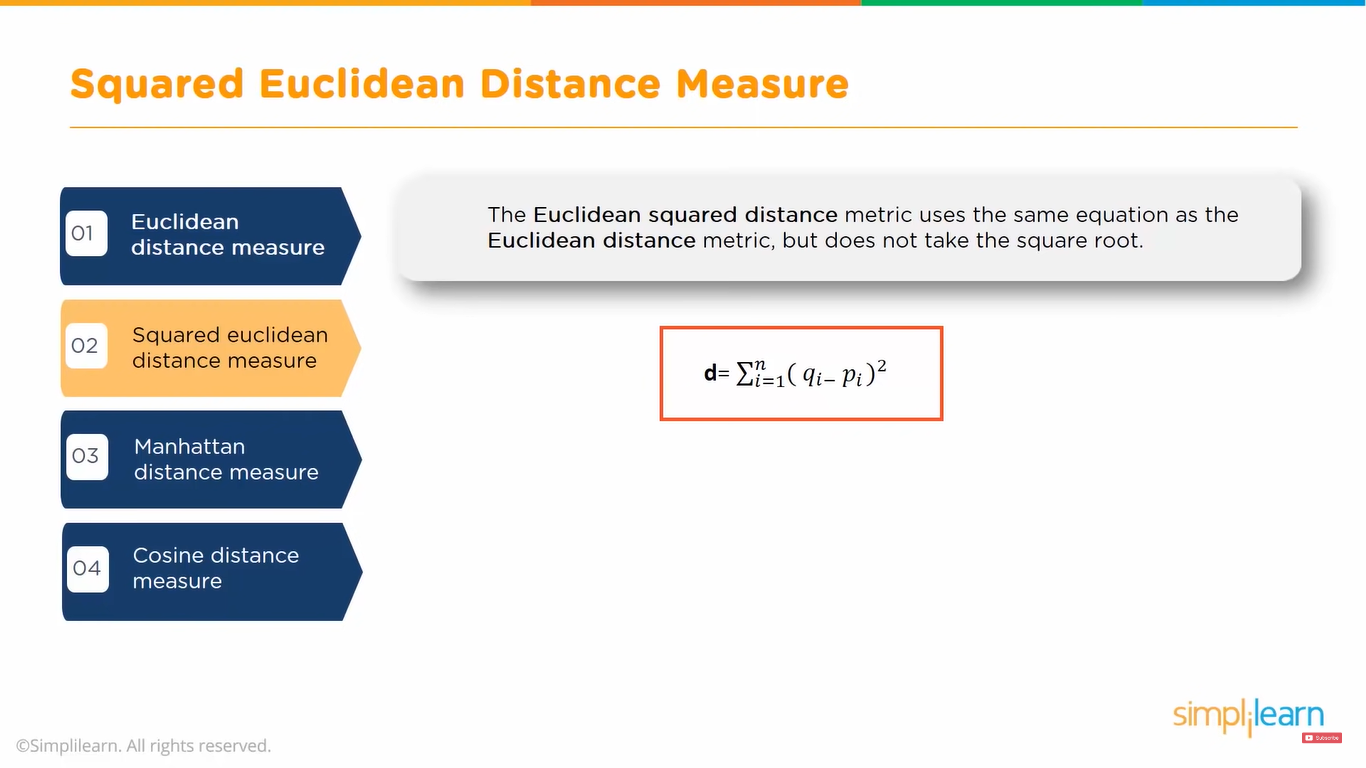 Squared Euclidean Distance Measure
01
Euclidean
distance measure
02
Squared euclidean
distance measure
03
Manhattan
distance measure
04
Cosine distance
measure
The Euclidean squared distance metric uses the same equation as the
Euclidean distance metric, but does not take the square root.
d= ∑ⁿᵢ₌₁( qᵢ₋ pᵢ)²
simplilearn
Subscribe
©Simplilearn. All rights reserved.